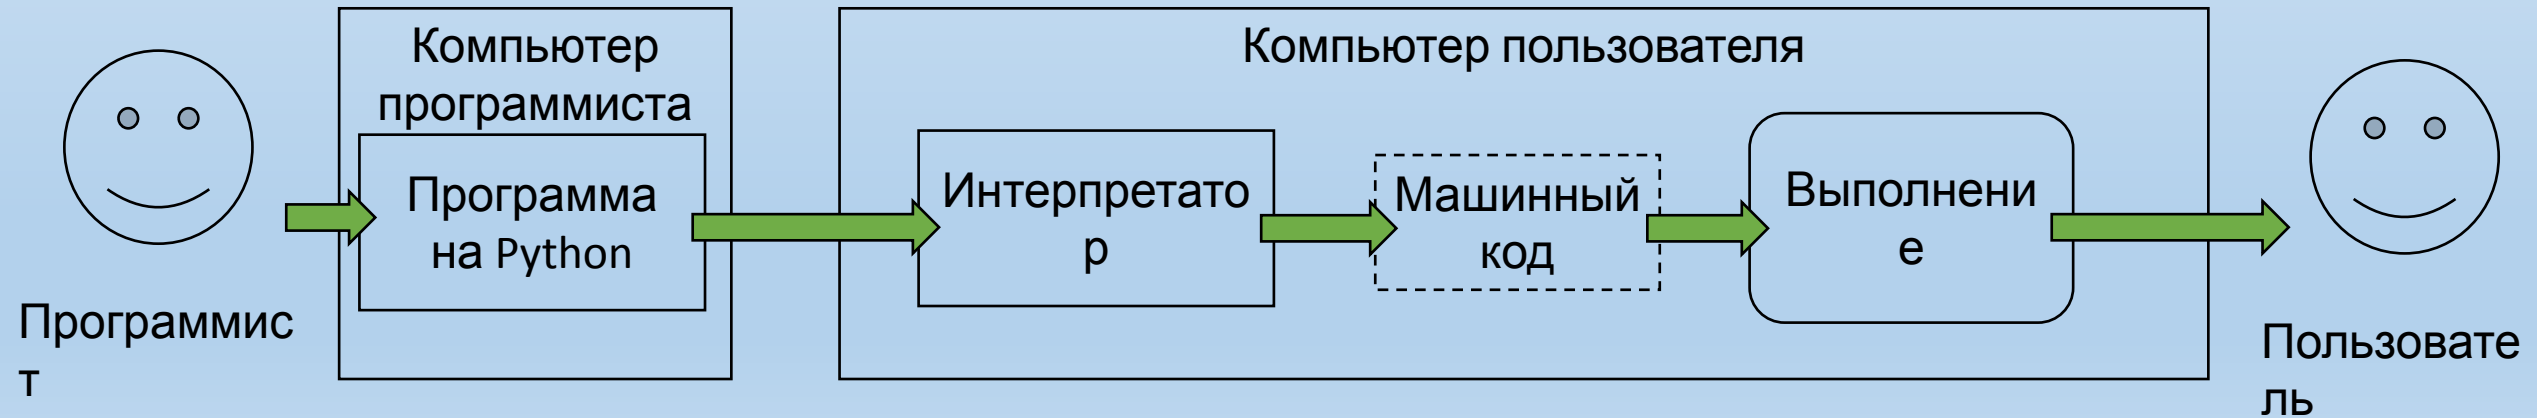 Программис
т
Компьютер
программиста
Программа
на Python
Компьютер пользователя
Интерпретато
р
Машинный
код
Выполнени
е
Пользовате
ль